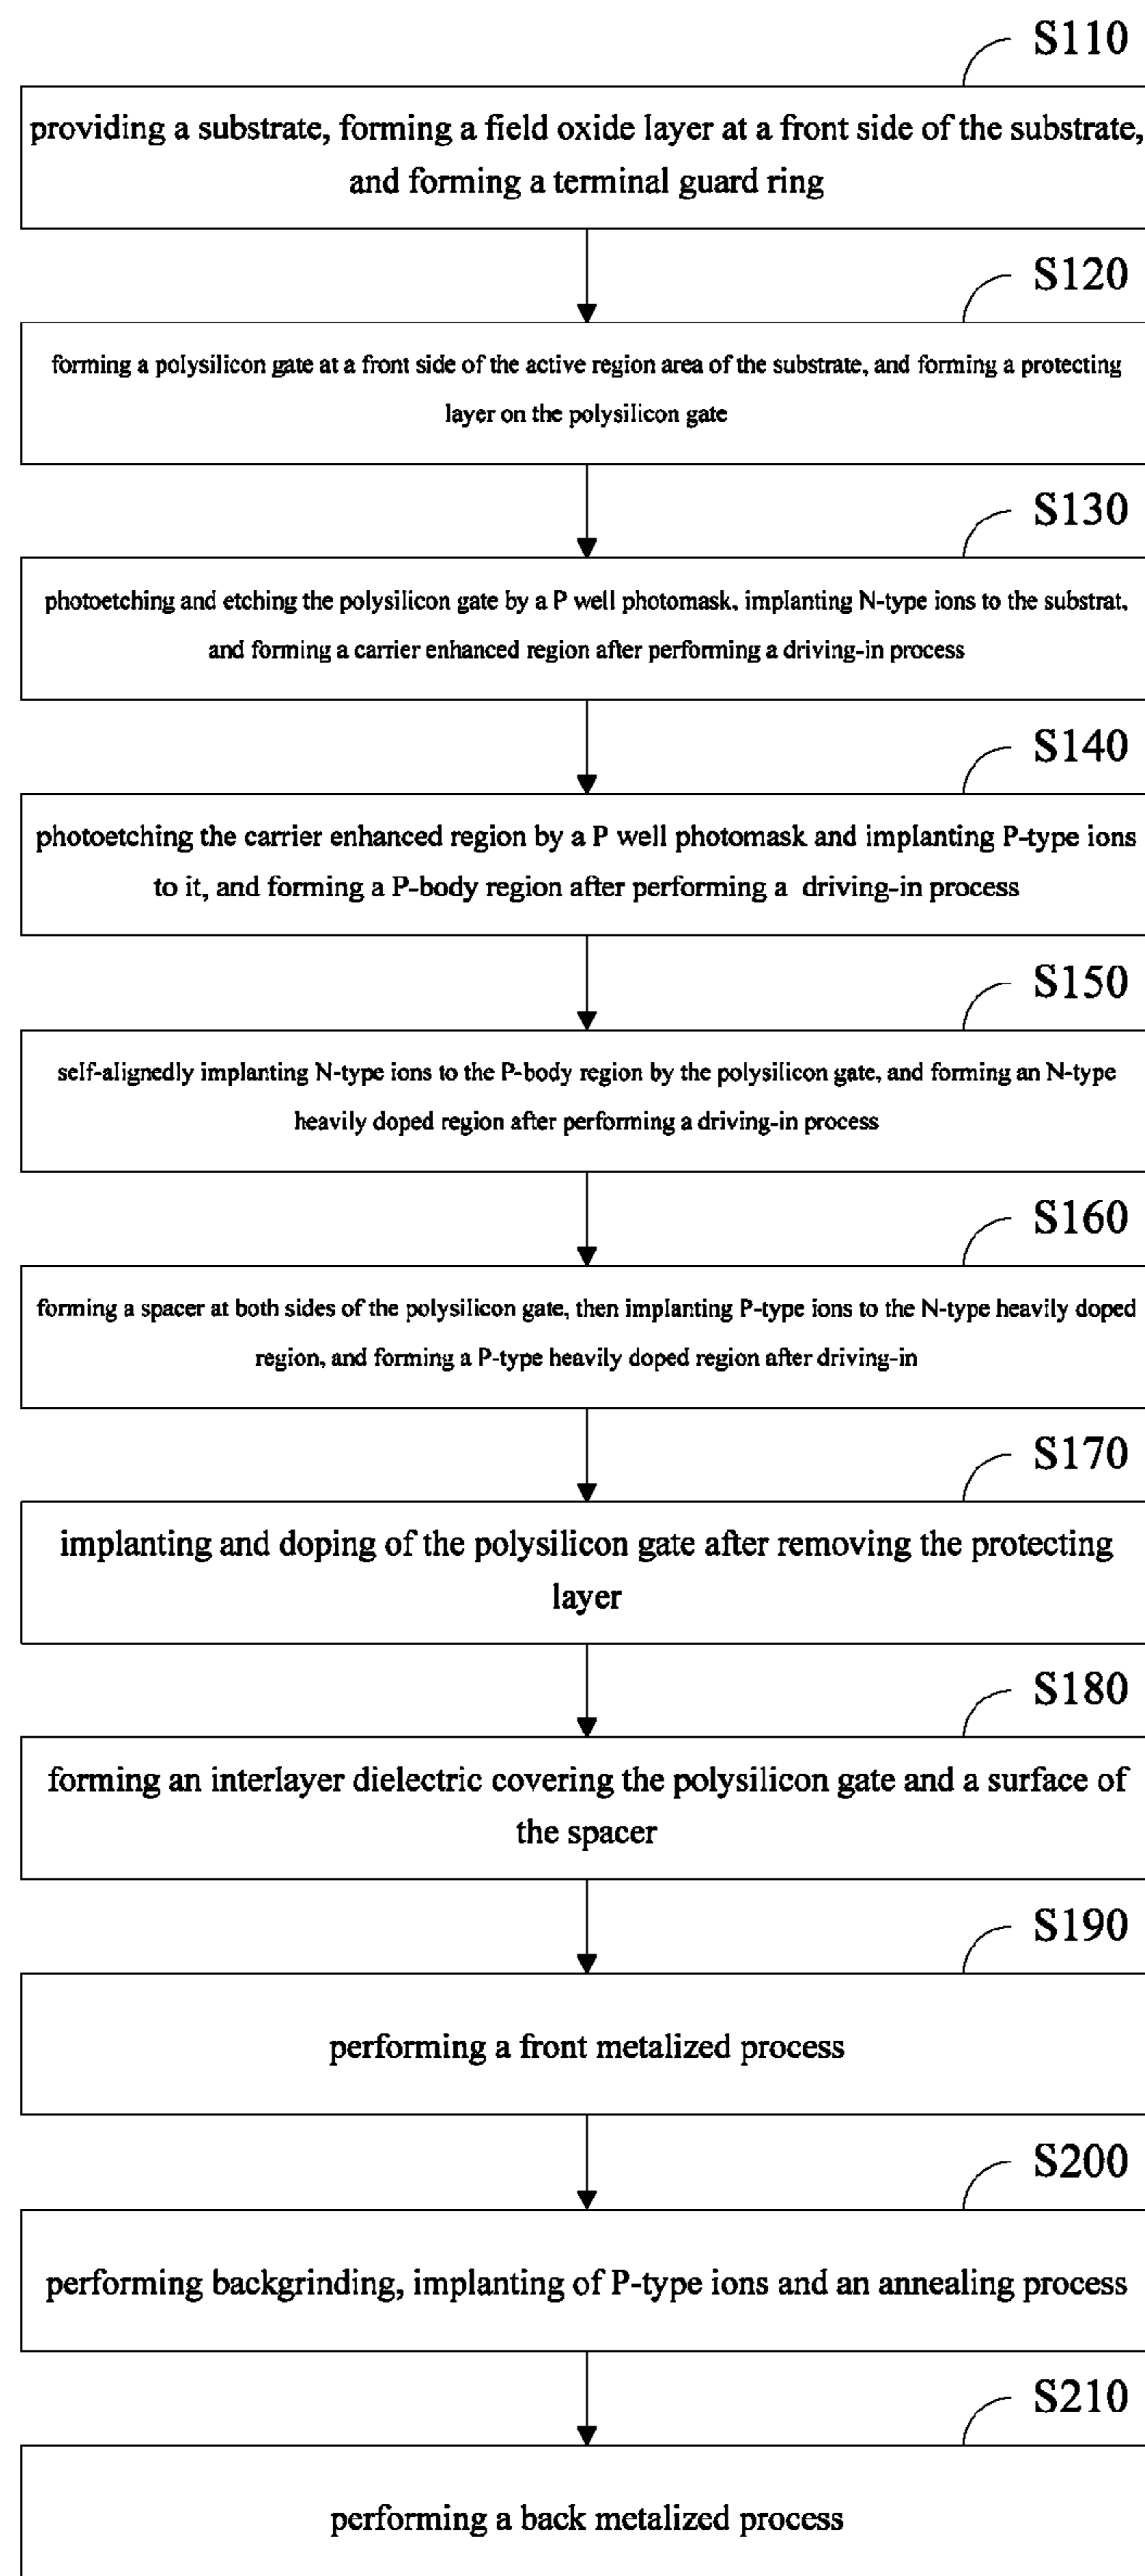 S110
providing a substrate, forming a field oxide layer at a front side of the substrate,
and forming a terminal guard ring
S120
forming a polysilicon gate at a front side of the active region area of the substrate, and forming a protecting
layer on the polysilicon gate
S130
photoetching and etching the polysilicon gate by a P well photomask, implanting N-type ions to the substrat,
and forming a carrier enhanced region after performing a driving-in process
S140
photoetching the carrier enhanced region by a P well photomask and implanting P-type ions
to it, and forming a P-body region after performing a driving-in process
S150
self-alignedly implanting N-type ions to the P-body region by the polysilicon gate, and forming an N-type
heavily doped region after performing a driving-in process
S160
forming a spacer at both sides of the polysilicon gate, then implanting P-type ions to the N-type heavily doped
region, and forming a P-type heavily doped region after driving-in
S170
implanting and doping of the polysilicon gate after removing the protecting
layer
S180
forming an interlayer dielectric covering the polysilicon gate and a surface of
the spacer
S190
performing a front metalized process
S200
performing backgrinding, implanting of P-type ions and an annealing process
S210
performing a back metalized process